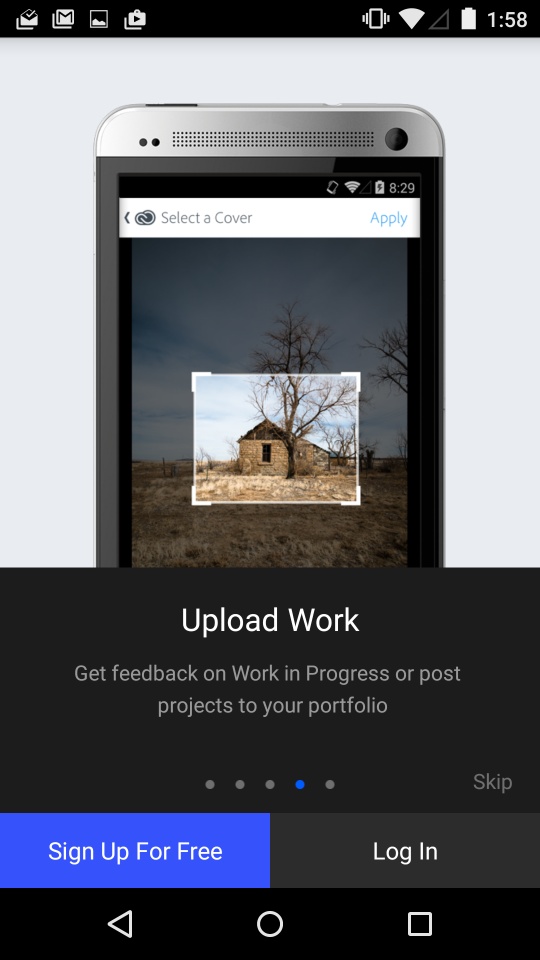 1:58
8:29
Select a Cover Apply
Upload Work
Get feedback on Work in Progress or post
projects to your portfolio
Skip
Sign Up For Free Log In